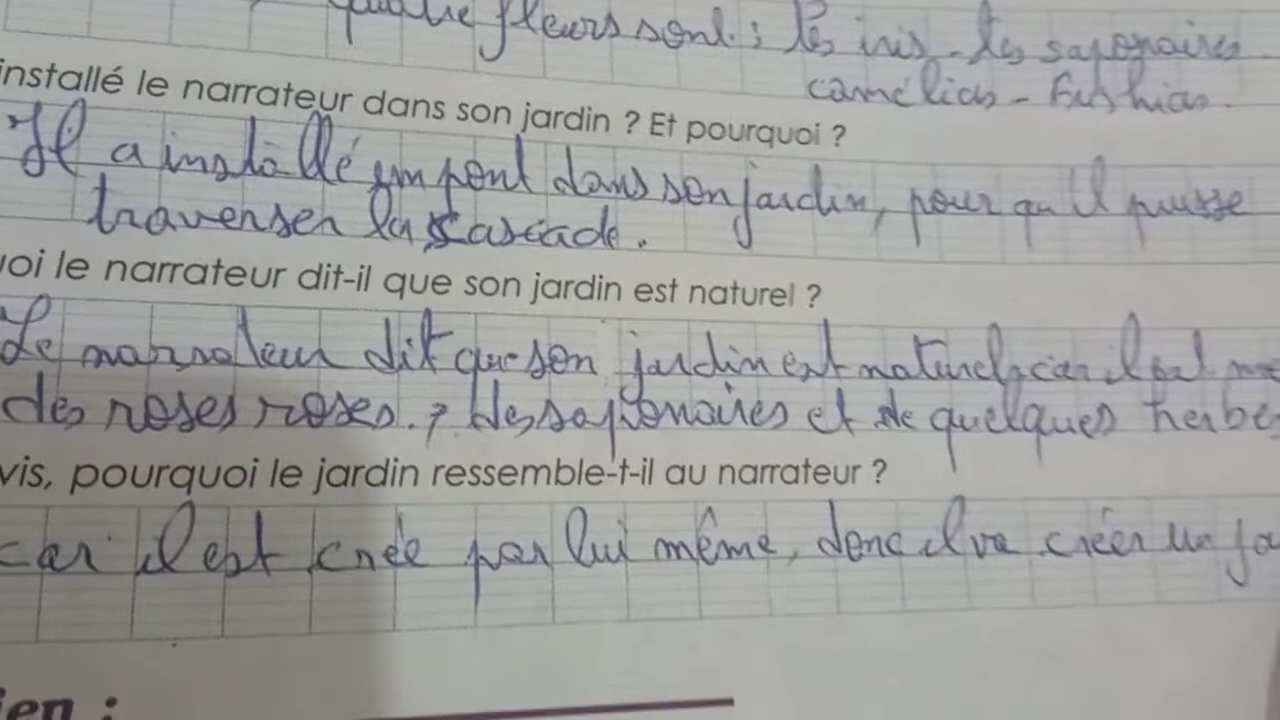 quatre fleurs sont : les iris - les saponaires
camélias - Fushias.
installé le narrateur dans son jardin ? Et pourquoi ?
Il a installé un pont dans son jardin, pour qu'il puisse
traverser la cascade.
oi le narrateur dit-il que son jardin est naturel ?
Le narrateur dit que son jardin est naturel, car il est
des roses roses, des saponaires et de quelques herbe
vis, pourquoi le jardin ressemble-t-il au narrateur ?
car il est crée par lui même, donc il va créer un ja
ien :